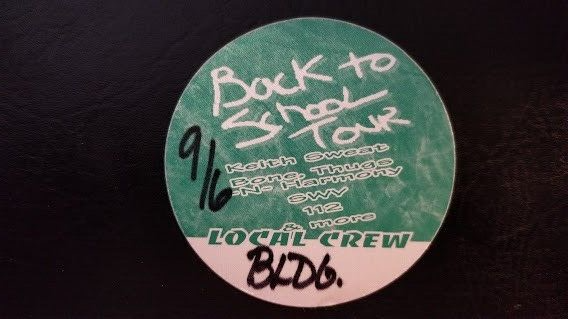 Back to
School
Tour
9/6
Keith Sweat
Bone, Thugs
-N- Harmony
SWV
112
& more
LOCAL CREW
BLDG.